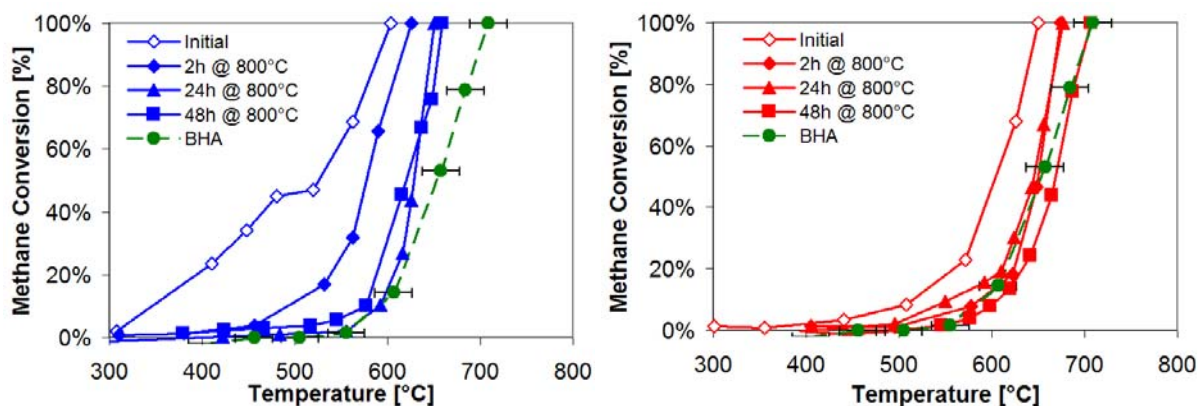 Methane Conversion [%]
100%
80%
60%
40%
20%
0%
Initial
2h @ 800°C
24h @ 800°C
48h @ 800°C
BHA
300 400 500 600 700 800
Temperature [°C]
Methane Conversion [%]
100%
80%
60%
40%
20%
0%
Initial
2h @ 800°C
24h @ 800°C
48h @ 800°C
BHA
300 400 500 600 700 800
Temperature [°C]